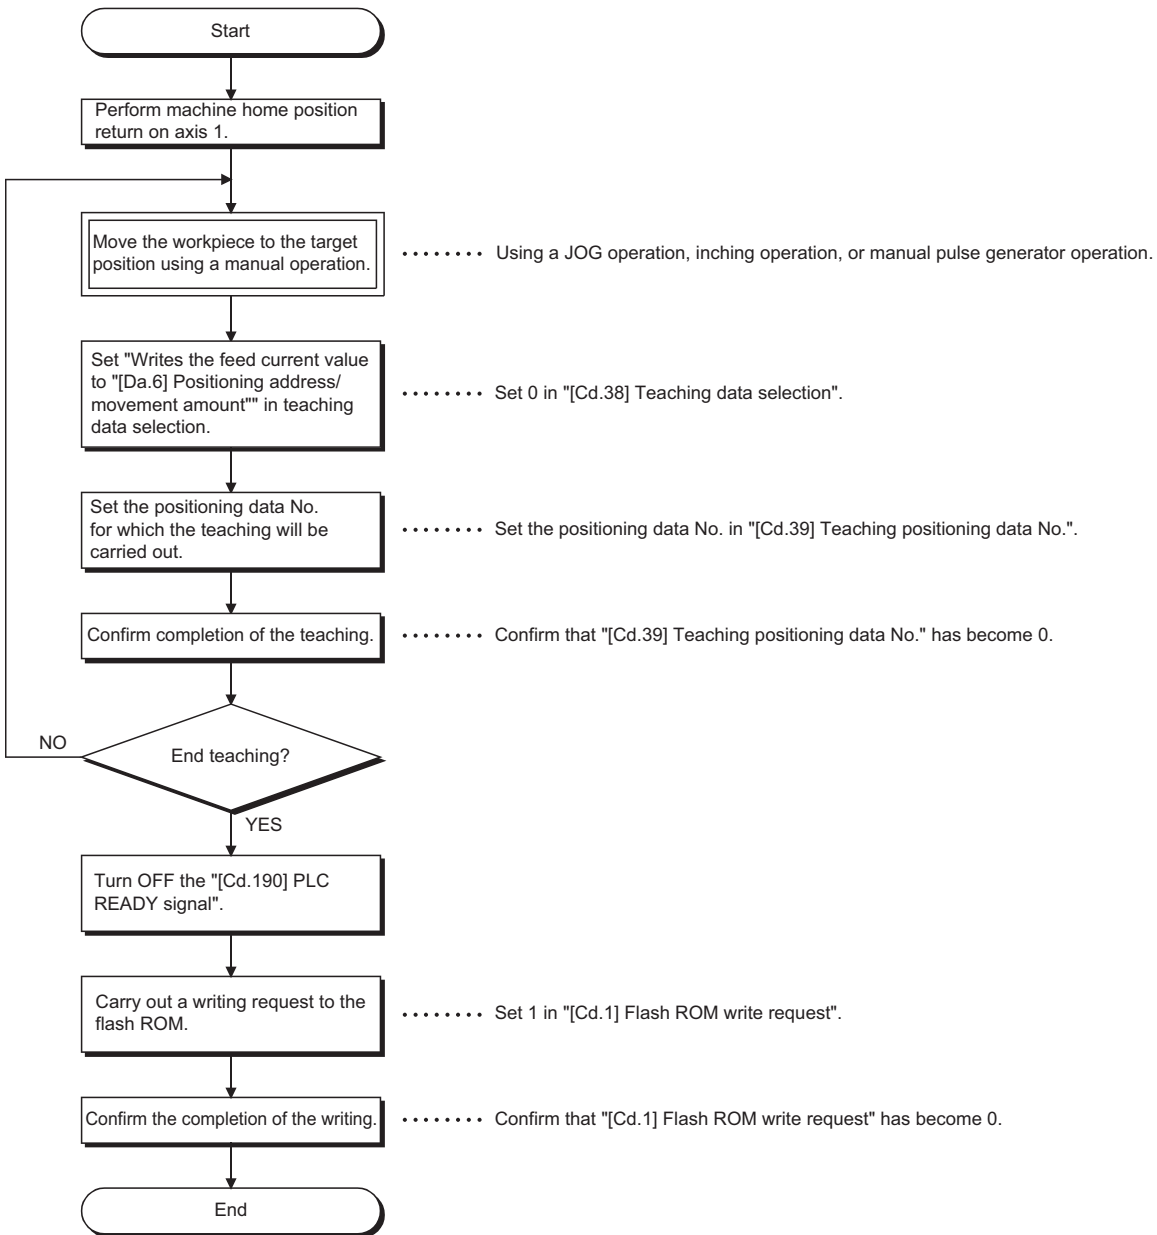 Start
Perform machine home position
return on axis 1.
Move the workpiece to the target
position using a manual operation.
Using a JOG operation, inching operation, or manual pulse generator operation.
Set "Writes the feed current value
to "[Da.6] Positioning address/
movement amount"" in teaching
data selection.
Set 0 in "[Cd.38] Teaching data selection".
Set the positioning data No.
for which the teaching will be
carried out.
Set the positioning data No. in "[Cd.39] Teaching positioning data No.".
Confirm completion of the teaching.
Confirm that "[Cd.39] Teaching positioning data No." has become 0.
NO
End teaching?
YES
Turn OFF the "[Cd.190] PLC
READY signal".
Carry out a writing request to the
flash ROM.
Set 1 in "[Cd.1] Flash ROM write request".
Confirm the completion of the writing.
Confirm that "[Cd.1] Flash ROM write request" has become 0.
End